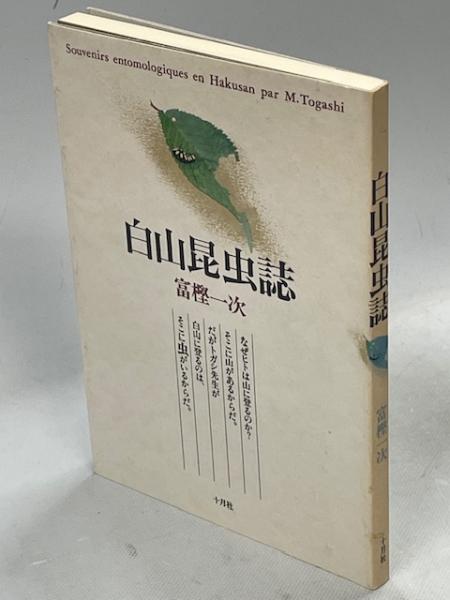 Souvenirs entomologiques en Hakusan par M.Togashi
白山昆虫誌
富樫一次
なぜヒトは山に登るのか?
そこに山があるからだ。
だがトガシ先生が
白山に登るのは、
そこに虫がいるからだ。
十月社
白山昆虫誌
富樫一次
十月社